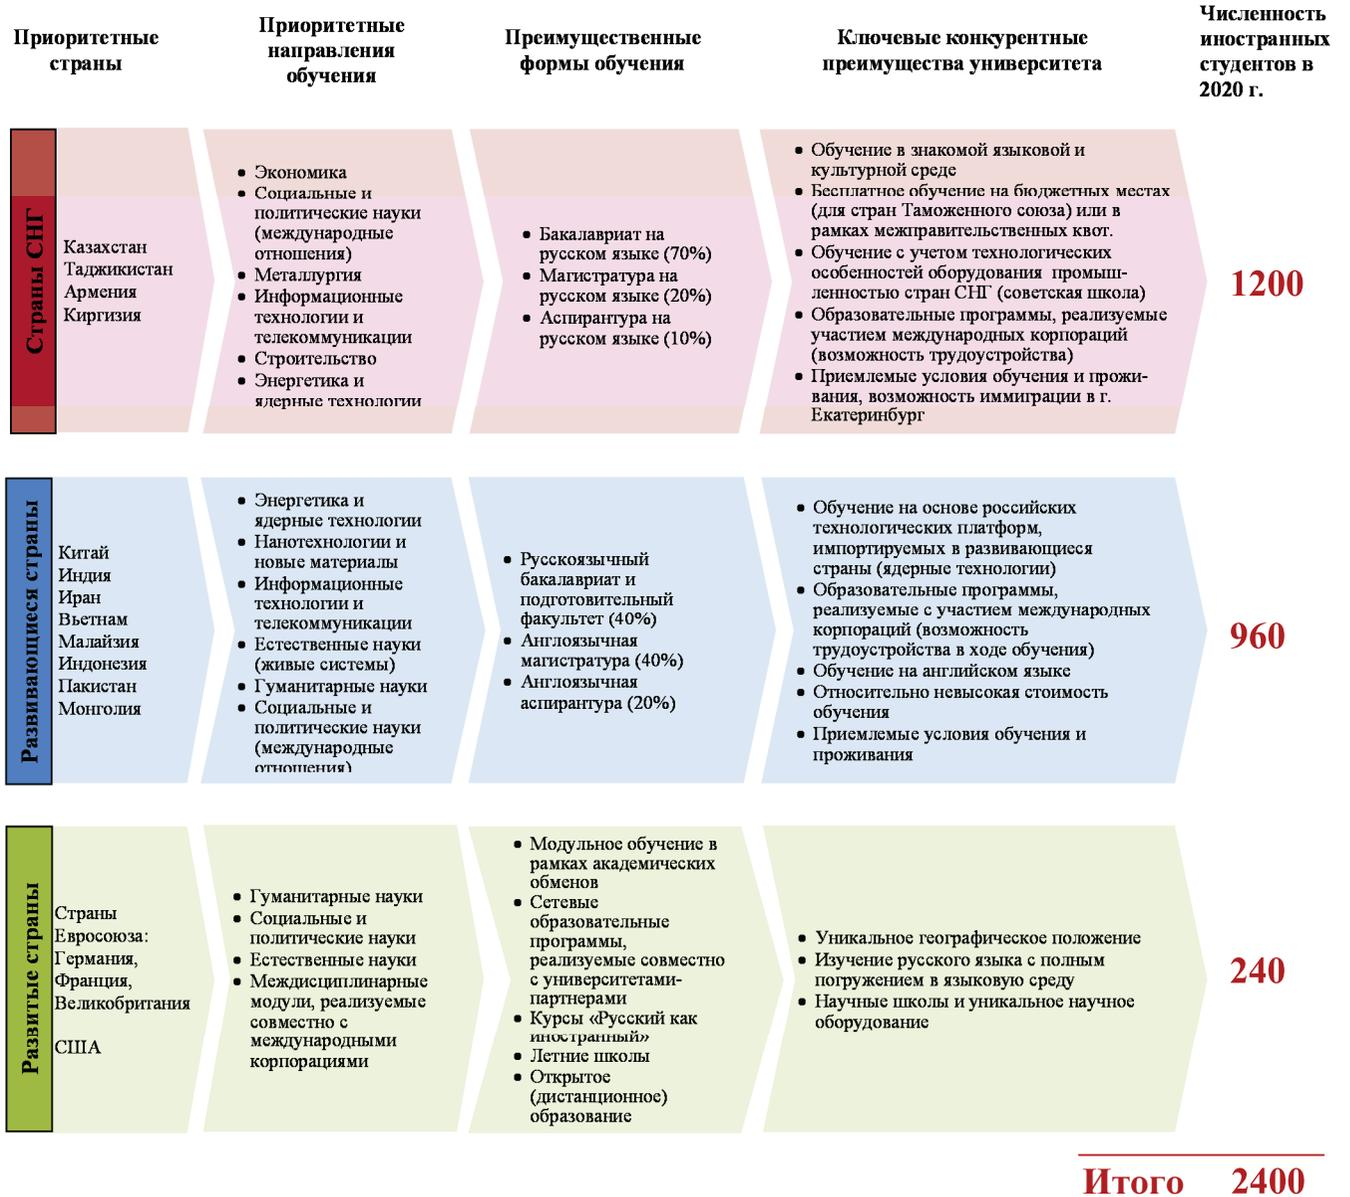 Приоритетные
страны
Приоритетные
направления
обучения
Преимущественные
формы обучения
Ключевые конкурентные
преимущества университета
Численность
иностранных
студентов в
2020 г.
Страны СНГ
Казахстан
Таджикистан
Армения
Киргизия
• Экономика
• Социальные и
политические науки
(международные
отношения)
• Металлургия
• Информационные
технологии и
телекоммуникации
• Строительство
• Энергетика и
ядерные технологии
• Бакалавриат на
русском языке (70%)
• Магистратура на
русском языке (20%)
• Аспирантура на
русском языке (10%)
• Обучение в знакомой языковой и
культурной среде
• Бесплатное обучение на бюджетных местах
(для стран Таможенного союза) или в
рамках межправительственных квот.
• Обучение с учетом технологических
особенностей оборудования промыш-
ленностью стран СНГ (советская школа)
• Образовательные программы, реализуемые
участием международных корпораций
(возможность трудоустройства)
• Приемлемые условия обучения и прожи-
вания, возможность иммиграции в г.
Екатеринбург
1200
Развивающиеся страны
Китай
Индия
Иран
Вьетнам
Малайзия
Индонезия
Пакистан
Монголия
• Энергетика и
ядерные технологии
• Нанотехнологии и
новые материалы
• Информационные
технологии и
телекоммуникации
• Естественные науки
(живые системы)
• Гуманитарные науки
• Социальные и
политические науки
(международные
отношения)
• Русскоязычный
бакалавриат и
подготовительный
факультет (40%)
• Англоязычная
магистратура (40%)
• Англоязычная
аспирантура (20%)
• Обучение на основе российских
технологических платформ,
импортируемых в развивающиеся
страны (ядерные технологии)
• Образовательные программы,
реализуемые с участием международных
корпораций (возможность
трудоустройства в ходе обучения)
• Обучение на английском языке
• Относительно невысокая стоимость
обучения
• Приемлемые условия обучения и
проживания
960
Развитые страны
Страны
Евросоюза:
Германия,
Франция,
Великобритания
США
• Гуманитарные науки
• Социальные и
политические науки
• Естественные науки
• Междисциплинарные
модули, реализуемые
совместно с
международными
корпорациями
• Модульное обучение в
рамках академических
обменов
• Сетевые
образовательные
программы,
реализуемые совместно
с университетами-
партнерами
• Курсы «Русский как
иностранный»
• Летние школы
• Открытое
(дистанционное)
образование
• Уникальное географическое положение
• Изучение русского языка с полным
погружением в языковую среду
• Научные школы и уникальное научное
оборудование
240
Итого 2400